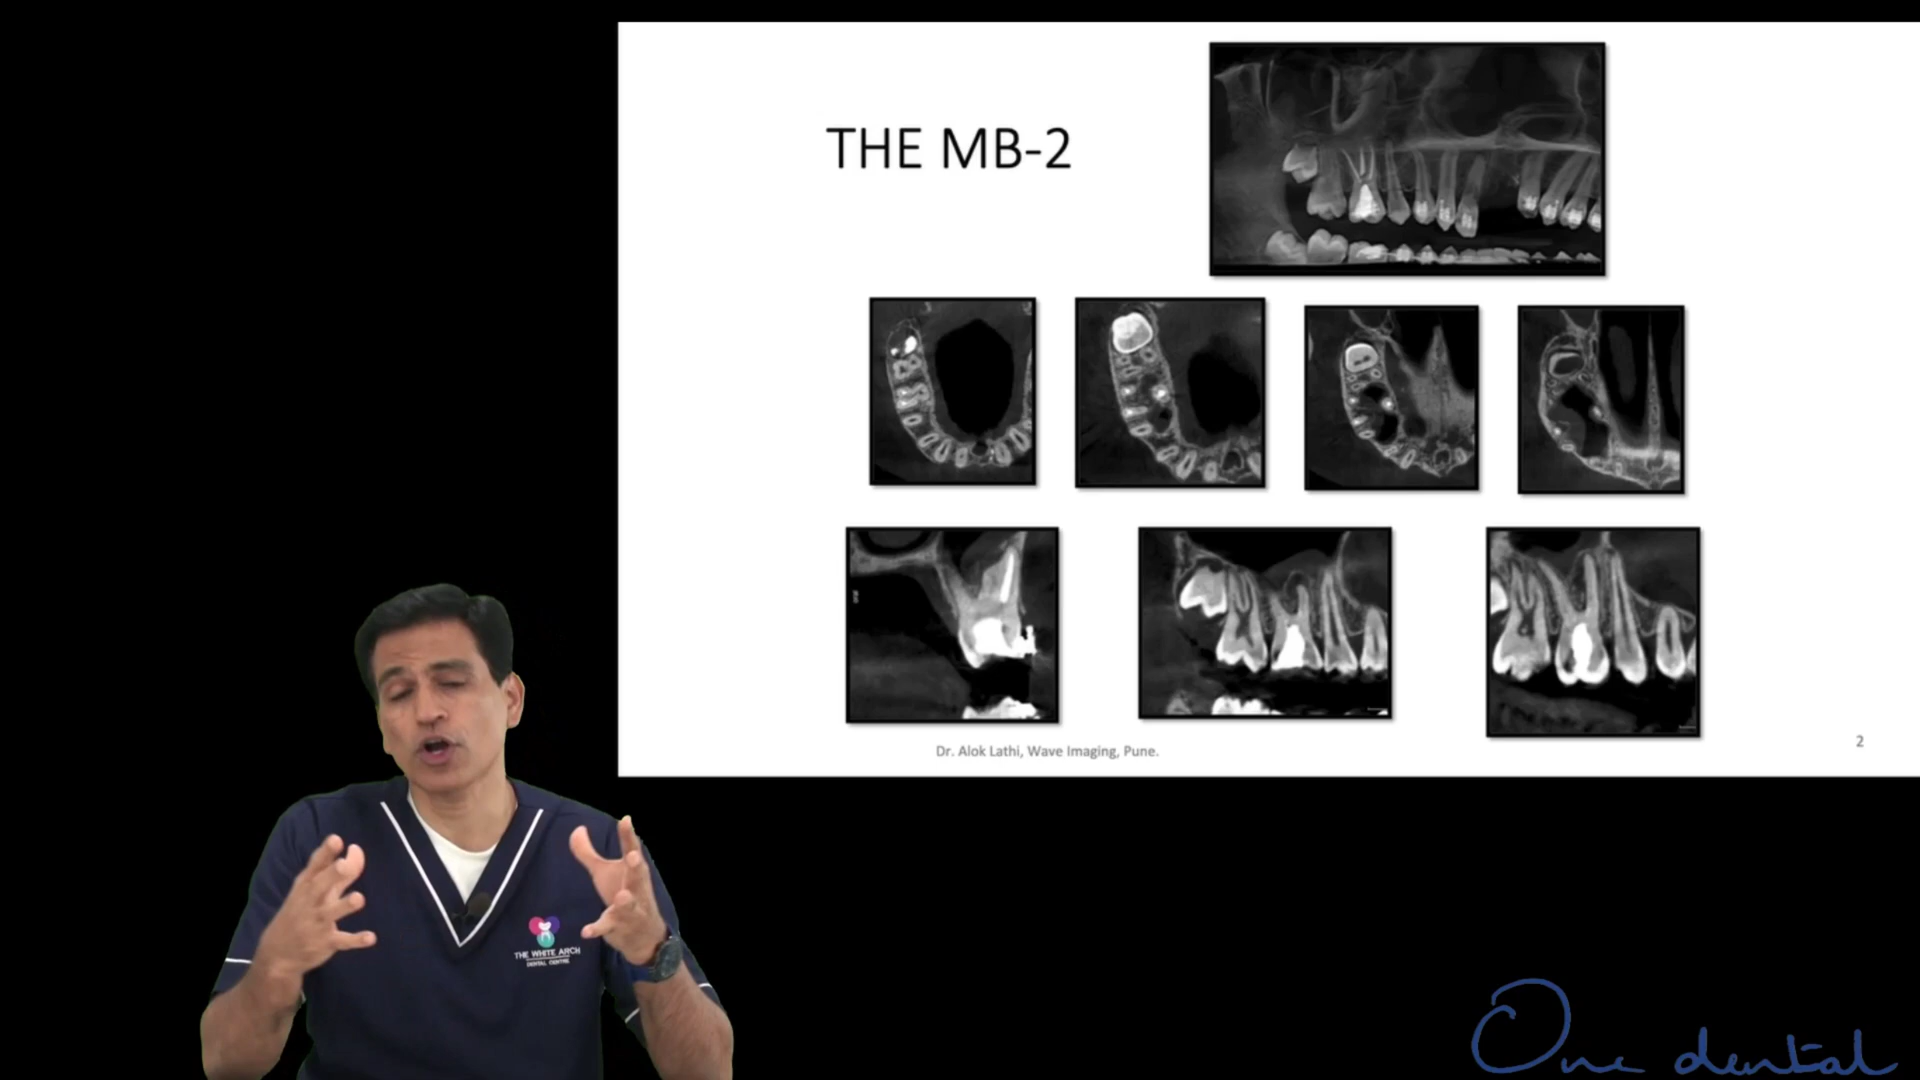 THE MB-2
Dr. Alok Lathi, Wave Imaging, Pune.
2
THE WHITE ARCH
DENTAL CENTRE
One dental